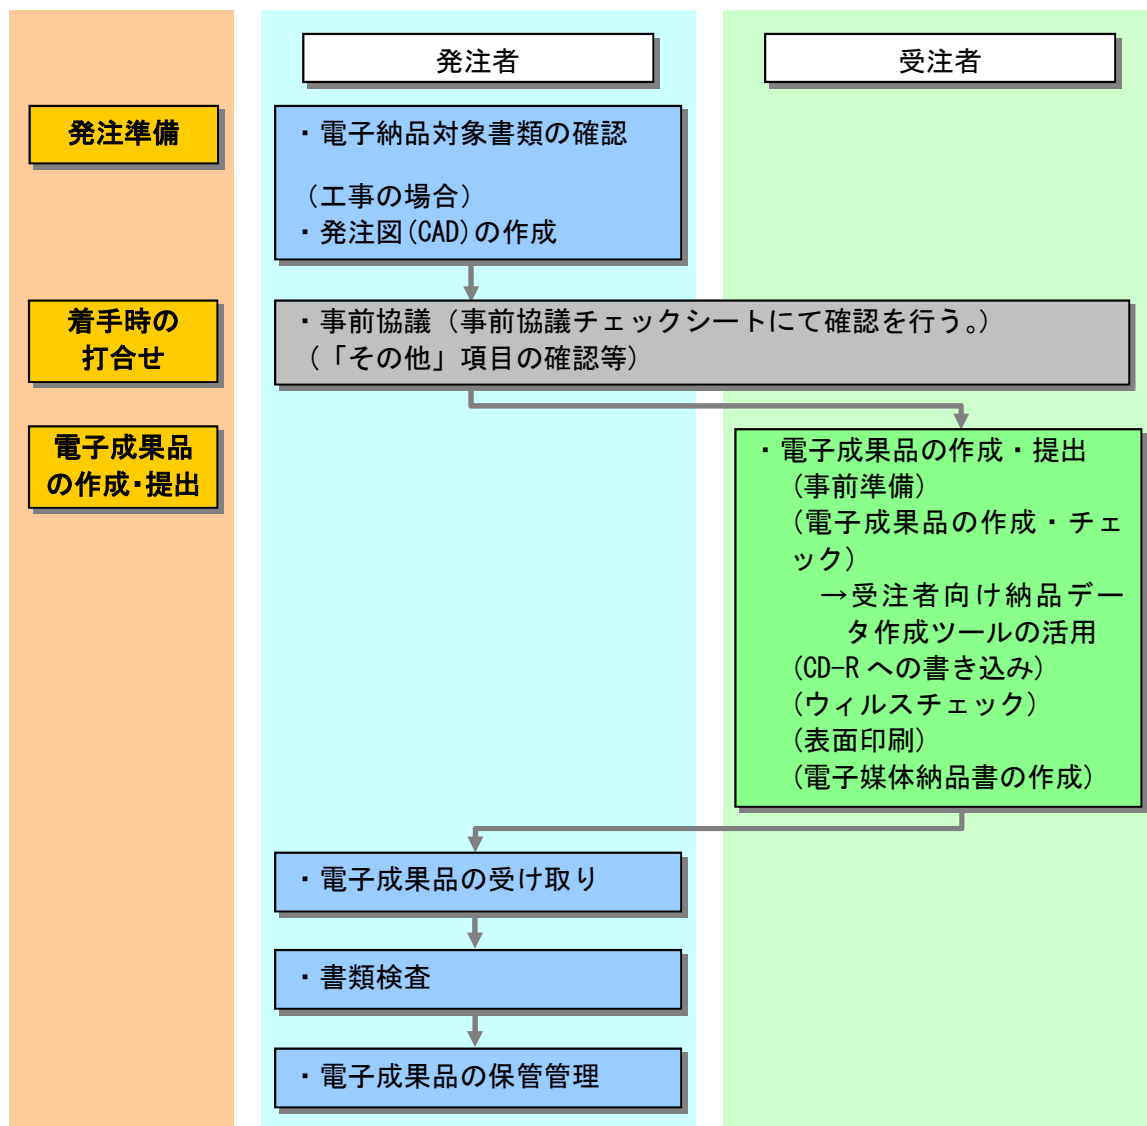 発注者
受注者
発注準備
・電子納品対象書類の確認
（工事の場合）
・発注図(CAD)の作成
着手時の
打合せ
・事前協議（事前協議チェックシートにて確認を行う。）
（「その他」項目の確認等）
電子成果品
の作成・提出
・電子成果品の作成・提出
（事前準備）
（電子成果品の作成・チェ
ック）
→受注者向け納品デー
タ作成ツールの活用
（CD-Rへの書き込み）
（ウィルスチェック）
（表面印刷）
（電子媒体納品書の作成）
・電子成果品の受け取り
・書類検査
・電子成果品の保管管理